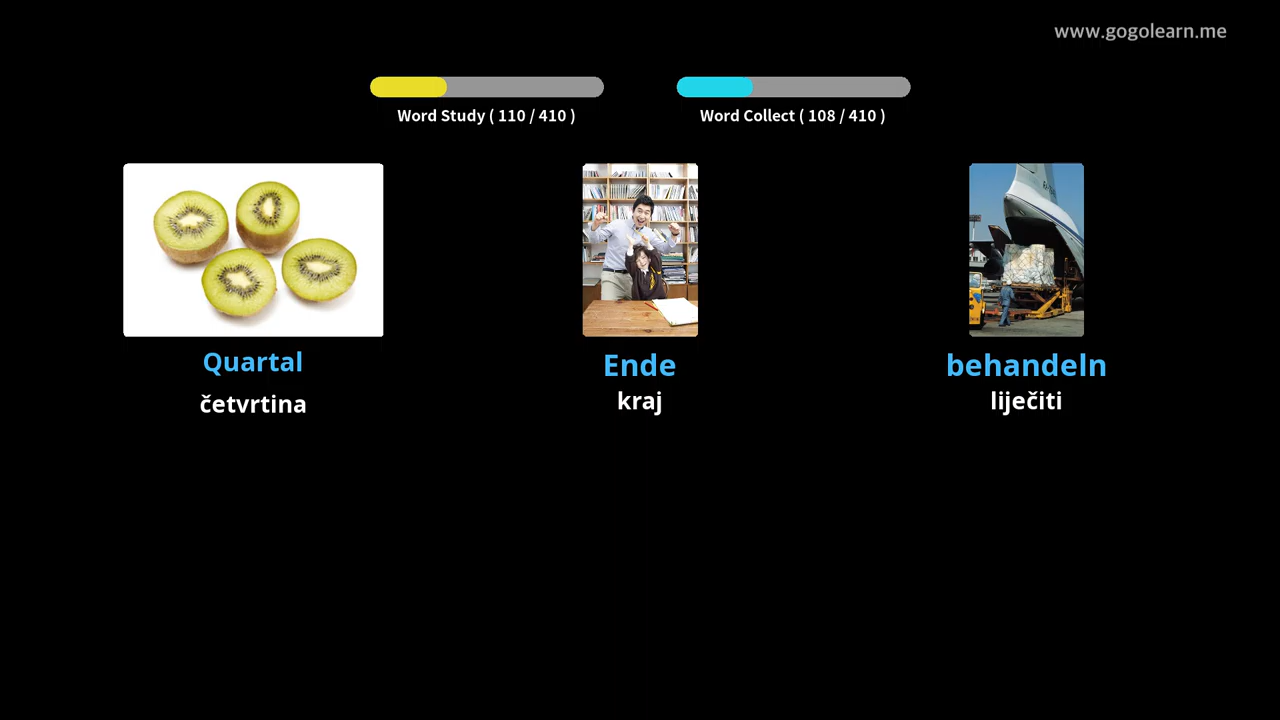 www.gogolearn.me
Word Study ( 110 / 410 )
Word Collect ( 108 / 410 )
Quartal
četvrtina
Ende
kraj
behandeln
liječiti